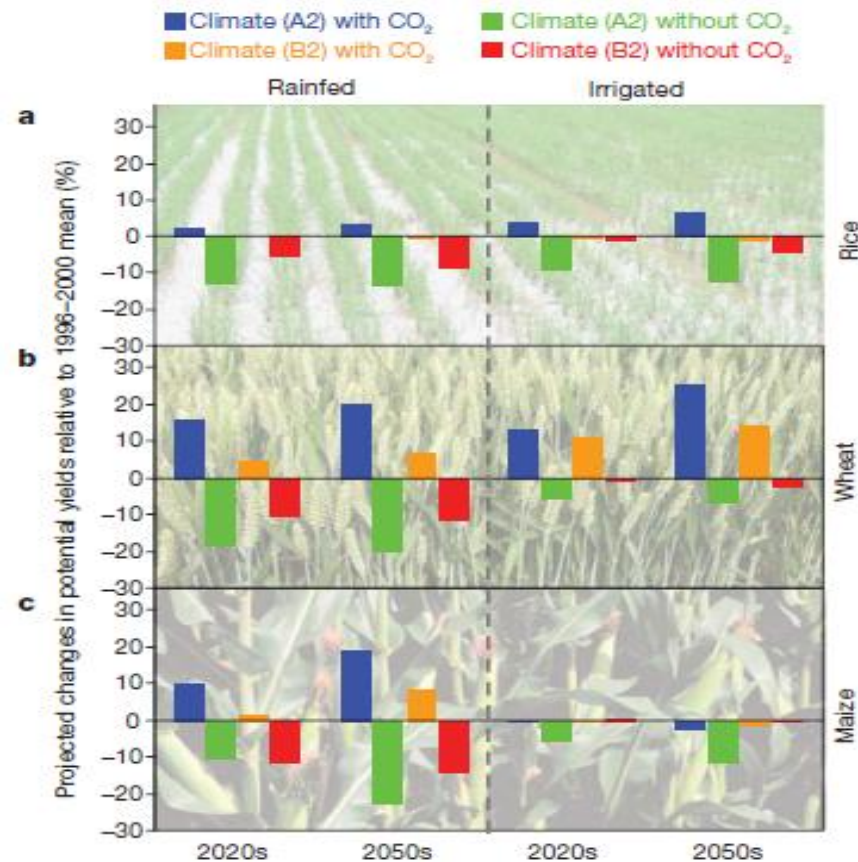 Climate (A2) with CO₂ Climate (A2) without CO₂
Climate (B2) with CO₂ Climate (B2) without CO₂
Rainfed Irrigated
a
30
20
10
0
−10
−20
−30
Rice
b
30
20
10
0
−10
−20
−30
Wheat
c
30
20
10
0
−10
−20
−30
Maize
Projected changes in potential yields relative to 1996–2000 mean (%)
2020s 2050s 2020s 2050s